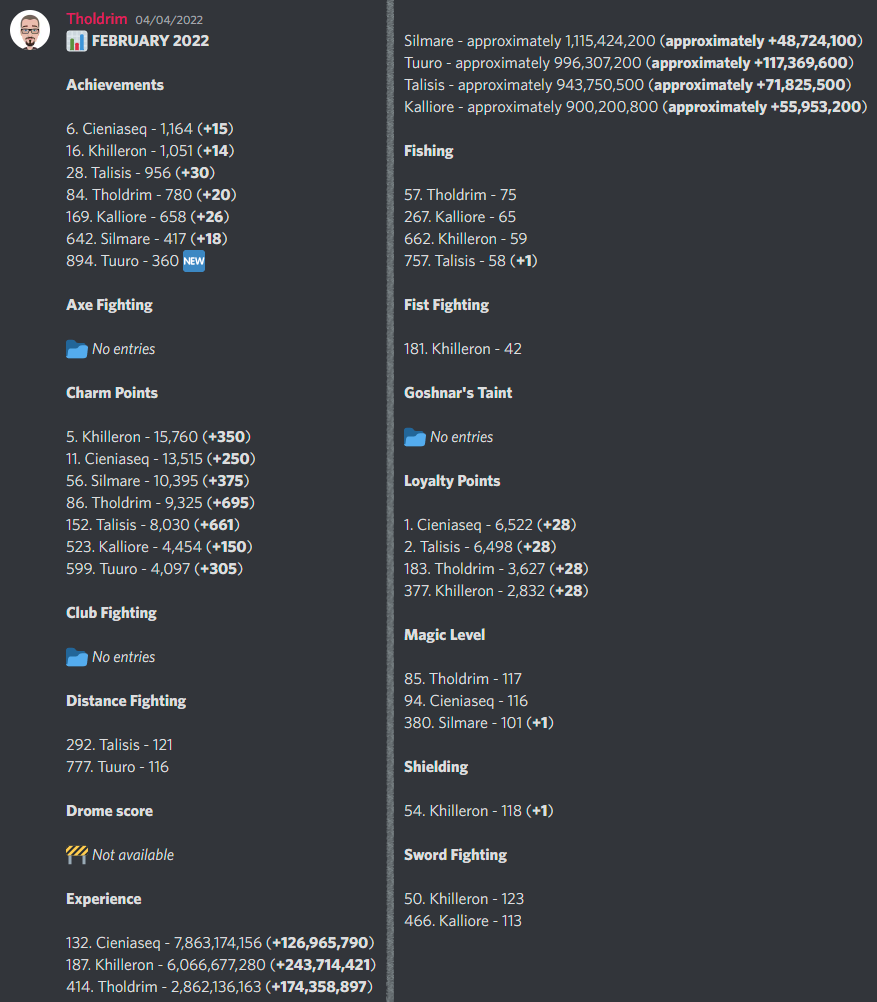 Tholdrim 04/04/2022
FEBRUARY 2022
Achievements
6. Cieniaseq - 1,164 (+15)
16. Khilleron - 1,051 (+14)
28. Talisis - 956 (+30)
84. Tholdrim - 780 (+20)
169. Kalliore - 658 (+26)
642. Silmare - 417 (+18)
894. Tuuro - 360 NEW
Axe Fighting
No entries
Charm Points
5. Khilleron - 15,760 (+350)
11. Cieniaseq - 13,515 (+250)
56. Silmare - 10,395 (+375)
86. Tholdrim - 9,325 (+695)
152. Talisis - 8,030 (+661)
523. Kalliore - 4,454 (+150)
599. Tuuro - 4,097 (+305)
Club Fighting
No entries
Distance Fighting
292. Talisis - 121
777. Tuuro - 116
Drome score
Not available
Experience
132. Cieniaseq - 7,863,174,156 (+126,965,790)
187. Khilleron - 6,066,677,280 (+243,714,421)
414. Tholdrim - 2,862,136,163 (+174,358,897)
Silmare - approximately 1,115,424,200 (approximately +48,724,100)
Tuuro - approximately 996,307,200 (approximately +117,369,600)
Talisis - approximately 943,750,500 (approximately +71,825,500)
Kalliore - approximately 900,200,800 (approximately +55,953,200)
Fishing
57. Tholdrim - 75
267. Kalliore - 65
662. Khilleron - 59
757. Talisis - 58 (+1)
Fist Fighting
181. Khilleron - 42
Goshnar's Taint
No entries
Loyalty Points
1. Cieniaseq - 6,522 (+28)
2. Talisis - 6,498 (+28)
183. Tholdrim - 3,627 (+28)
377. Khilleron - 2,832 (+28)
Magic Level
85. Tholdrim - 117
94. Cieniaseq - 116
380. Silmare - 101 (+1)
Shielding
54. Khilleron - 118 (+1)
Sword Fighting
50. Khilleron - 123
466. Kalliore - 113